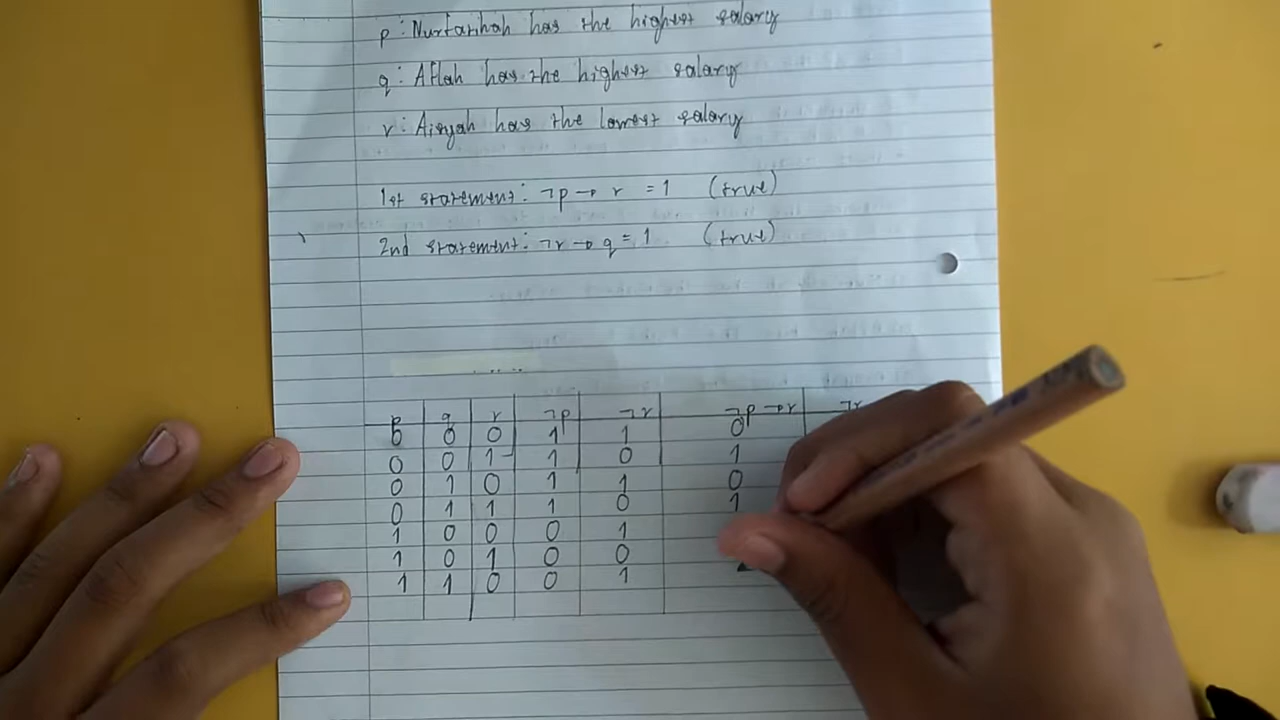 p : Nurfarihah has the highest salary
q : Aflah has the highest salary
r : Aisyah has the lowest salary
1st statement : ¬p → r = 1 (true)
2nd statement : ¬r → q = 1 (true)
p q r ¬p ¬r ¬p → r ¬r
0 0 0 1 1 0
0 0 1 1 0 1
0 1 0 1 1 0
0 1 1 1 0 1
1 0 0 0 1
1 0 1 0 0
1 1 0 0 1